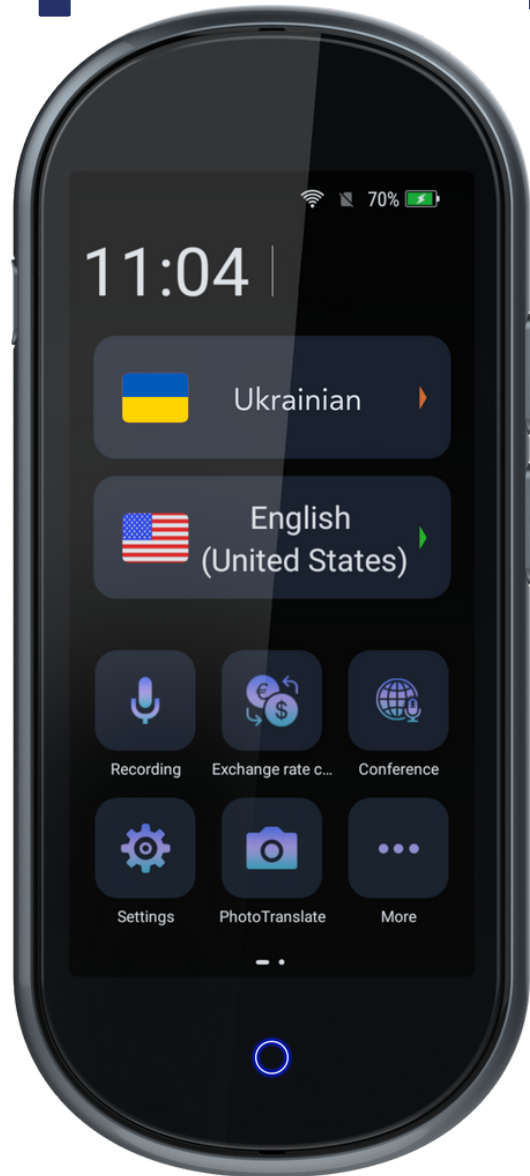 70%
11:04
Ukrainian
English
(United States)
Recording Exchange rate c... Conference
Settings PhotoTranslate More